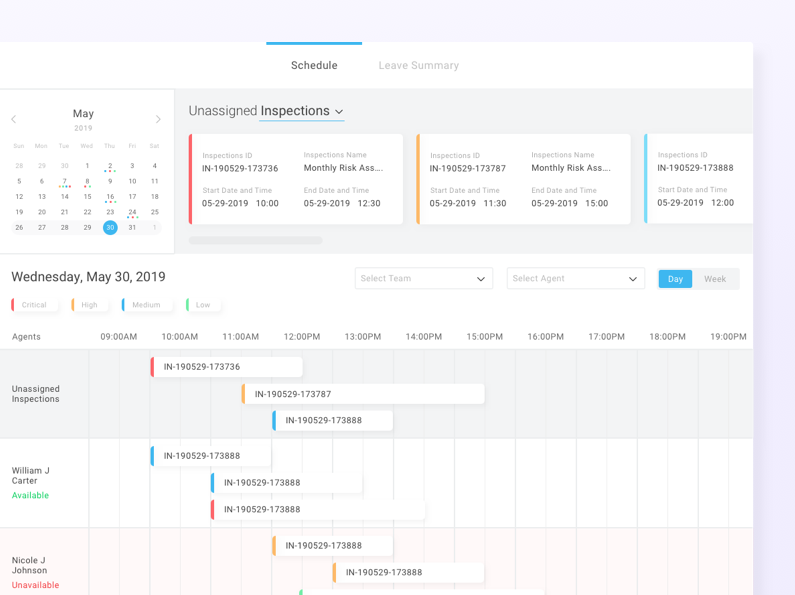 Schedule Leave Summary
May
2019
Sun Mon Tue Wed Thu Fri Sat
28 29 30 1 2 3 4
5 6 7 8 9 10 11
12 13 14 15 16 17 18
19 20 21 22 23 24 25
26 27 28 29 30 31 1
Unassigned Inspections
Inspections ID Inspections Name
IN-190529-173736 Monthly Risk Ass....
Start Date and Time End Date and Time
05-29-2019 10:00 05-29-2019 12:30
Inspections ID Inspections Name
IN-190529-173787 Monthly Risk Ass....
Start Date and Time End Date and Time
05-29-2019 11:30 05-29-2019 15:00
Inspections ID
IN-190529-173888
Start Date and Time
05-29-2019 12:00
Wednesday, May 30, 2019
Select Team Select Agent Day Week
Critical High Medium Low
Agents 09:00AM 10:00AM 11:00AM 12:00PM 13:00PM 14:00PM 15:00PM 16:00PM 17:00PM 18:00PM 19:00PM
Unassigned
Inspections
IN-190529-173736
IN-190529-173787
IN-190529-173888
William J
Carter
Available
IN-190529-173888
IN-190529-173888
IN-190529-173888
Nicole J
Johnson
Unavailable
IN-190529-173888
IN-190529-173888